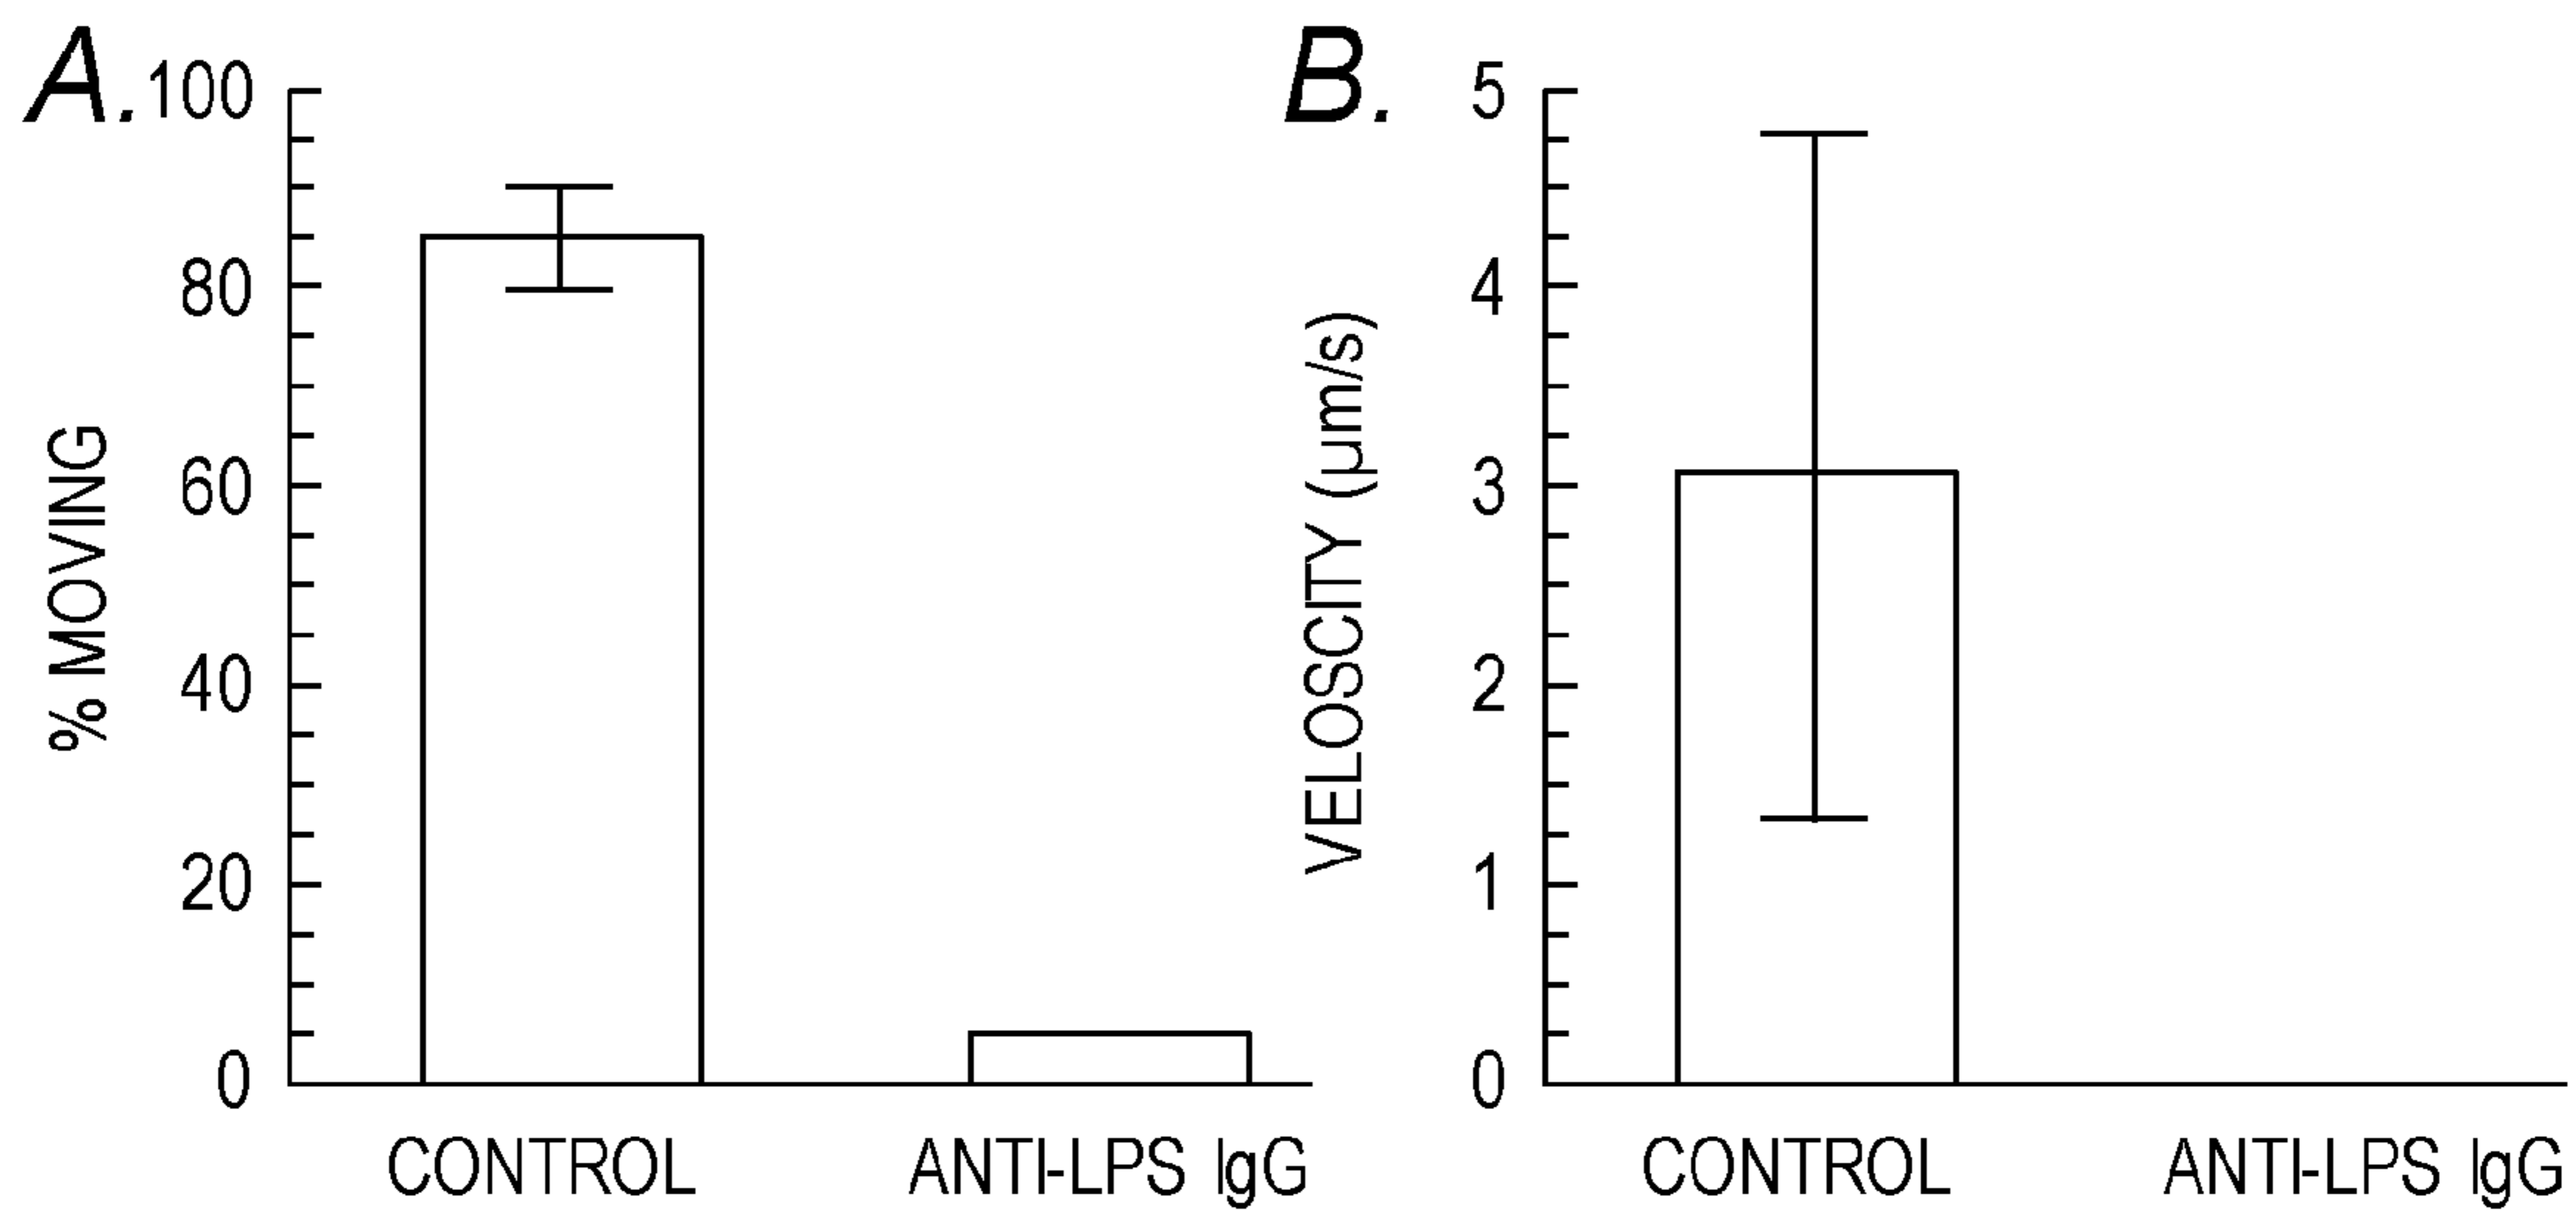 A.
100
80
60
40
20
0
% MOVING
CONTROL
ANTI-LPS IgG
B.
5
4
3
2
1
0
VELOSCITY (µm/s)
CONTROL
ANTI-LPS IgG